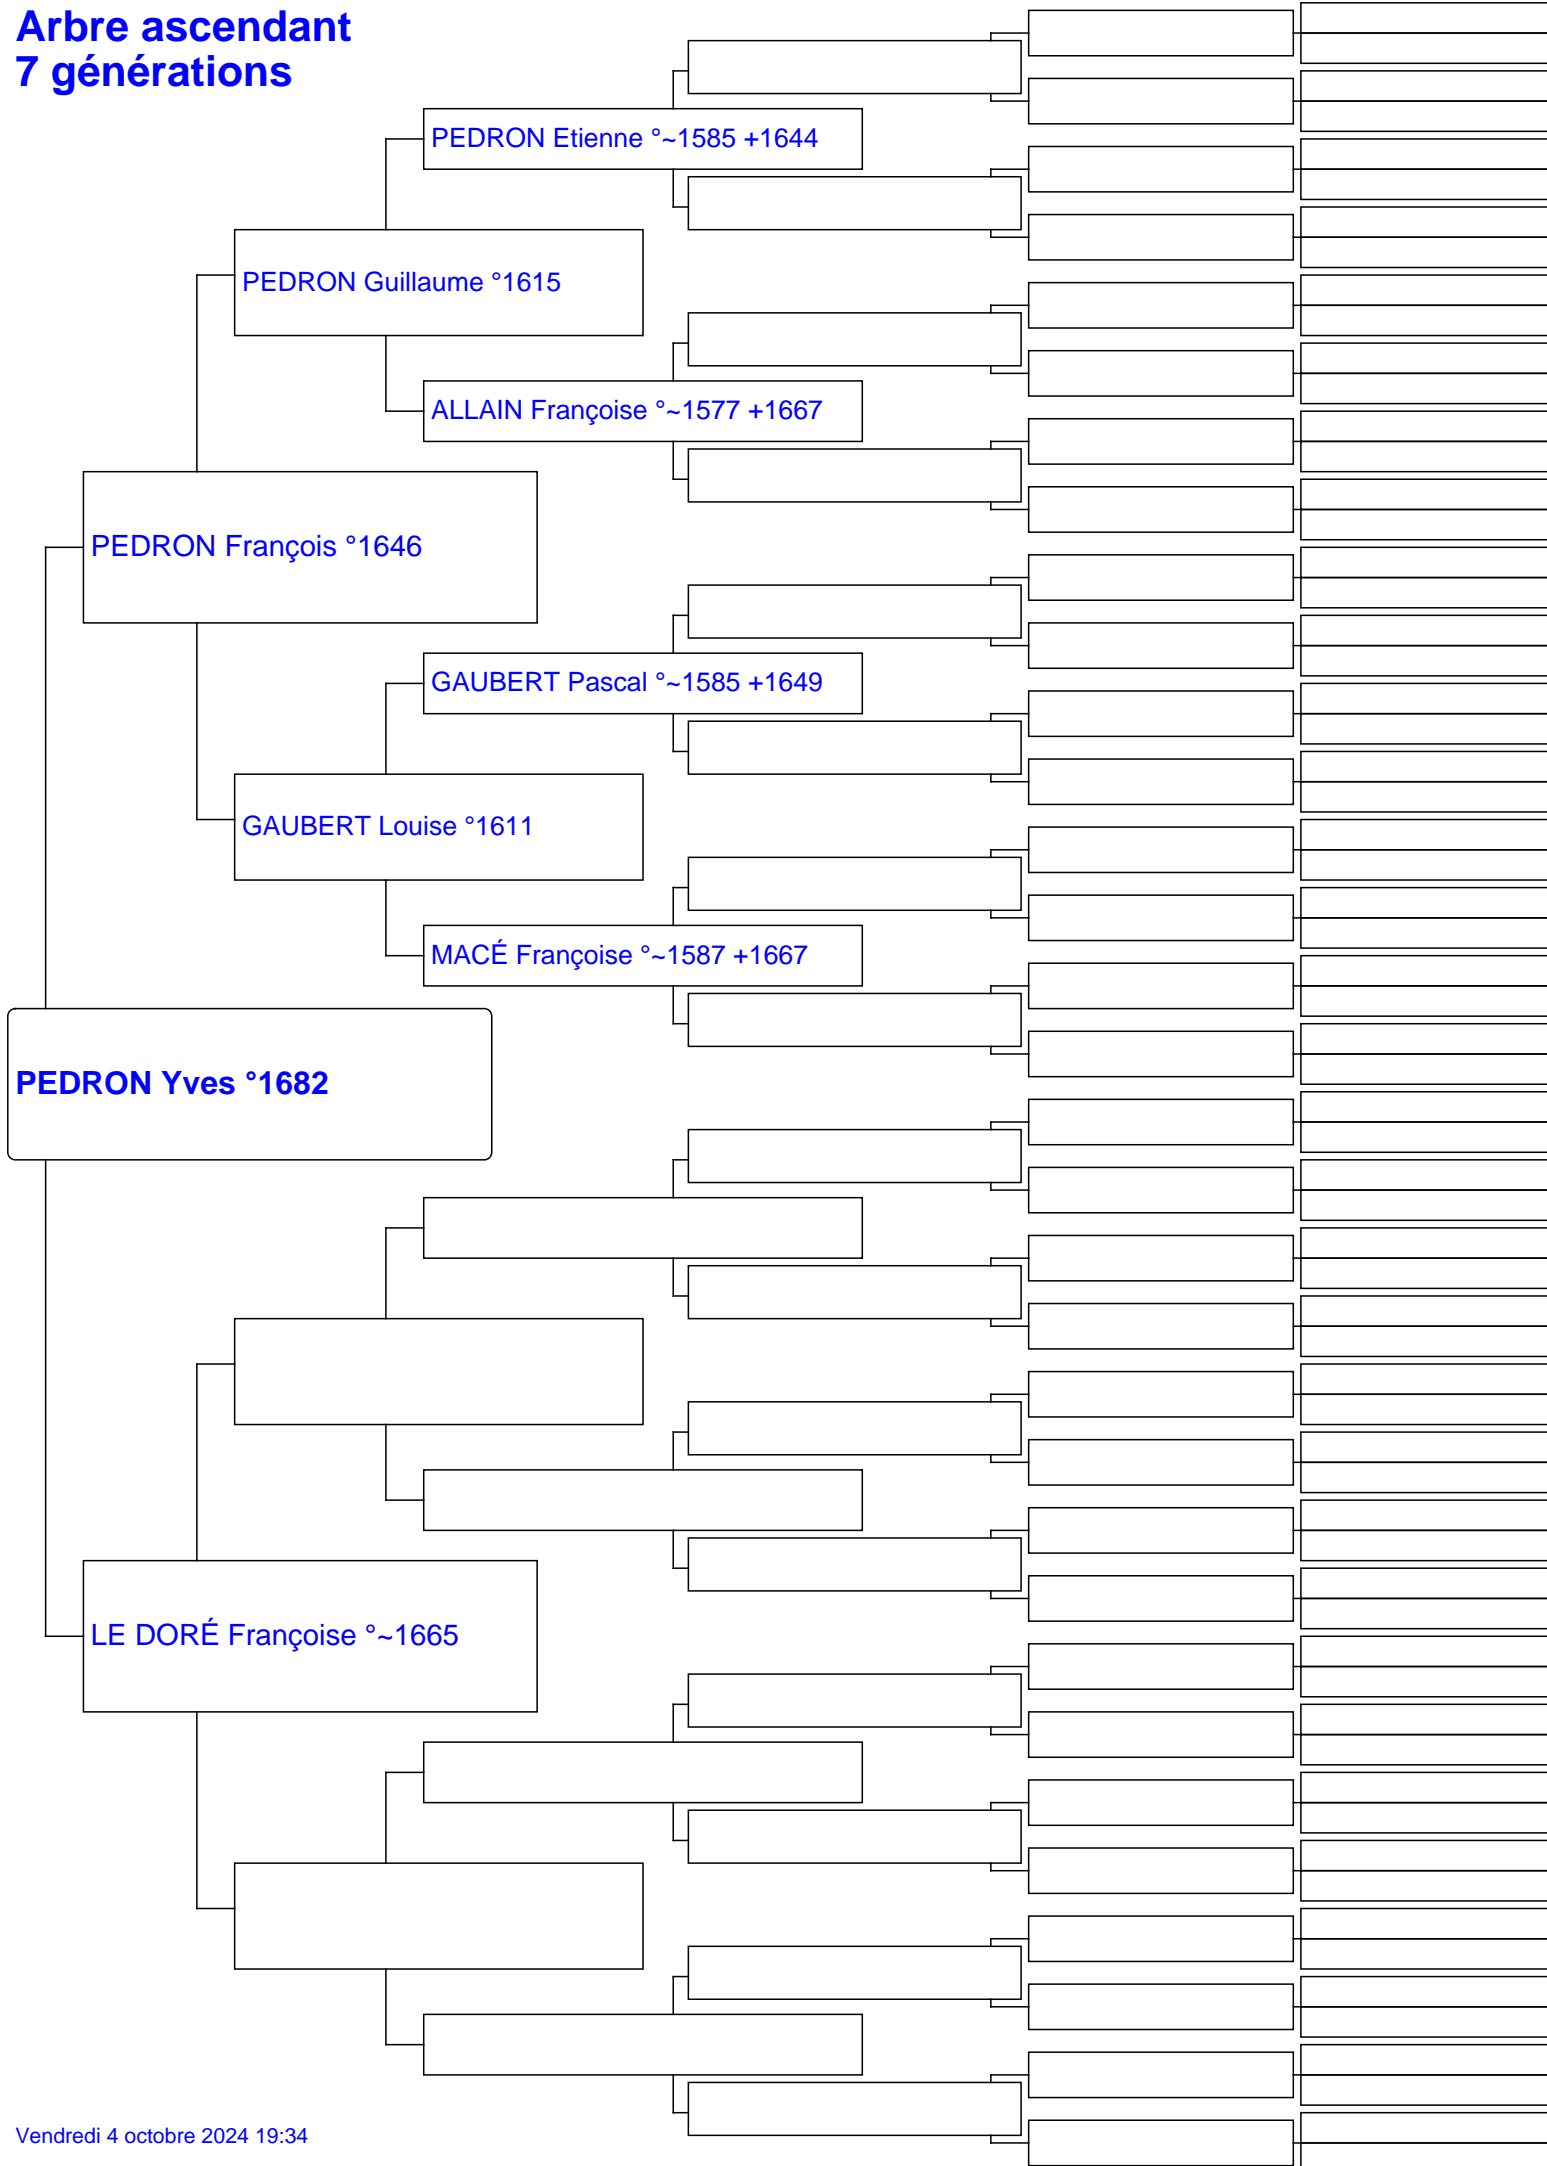 Arbre ascendant
7 générations
PEDRON Etienne °~1585 +1644
PEDRON Guillaume °1615
ALLAIN Françoise °~1577 +1667
PEDRON François °1646
GAUBERT Pascal °~1585 +1649
GAUBERT Louise °1611
MACÉ Françoise °~1587 +1667
PEDRON Yves °1682
LE DORÉ Françoise °~1665
Vendredi 4 octobre 2024 19:34